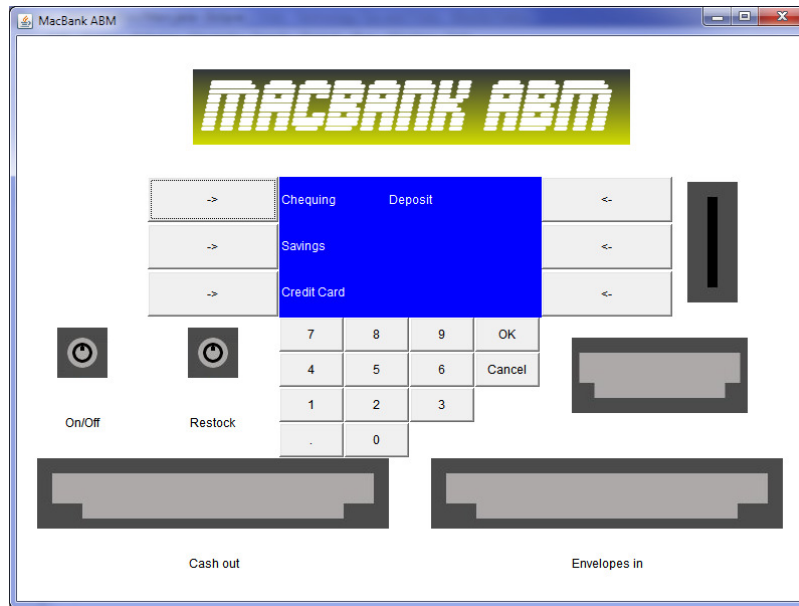 MacBank ABM
MACBANK ABM
-> Chequing Deposit <-
-> Savings <-
-> Credit Card <-
7 8 9 OK
4 5 6 Cancel
1 2 3
. 0
On/Off Restock
Cash out Envelopes in